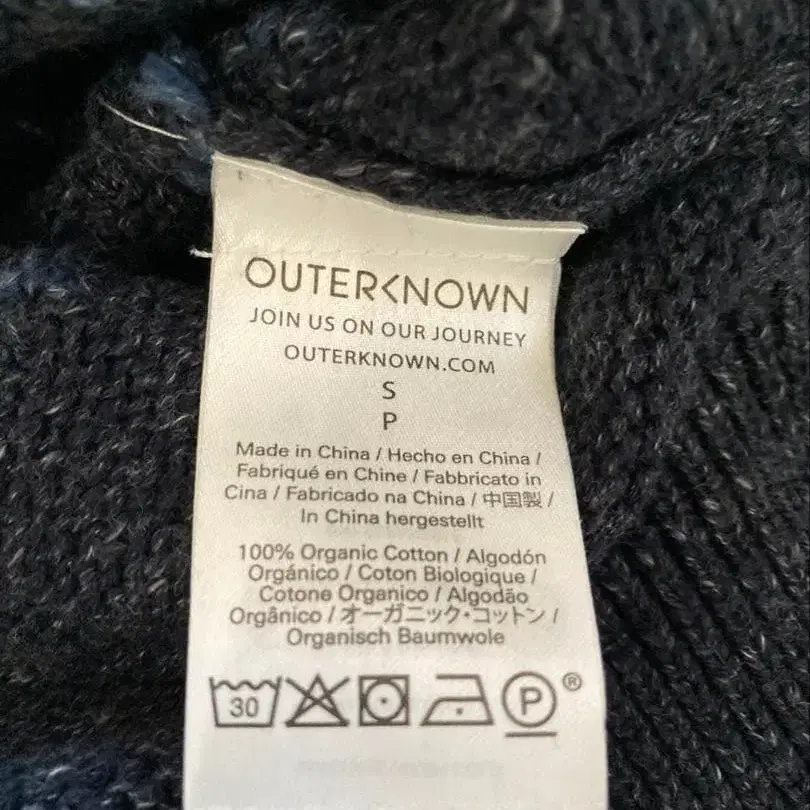 OUTERKNOWN
JOIN US ON OUR JOURNEY
OUTERKNOWN.COM
S
P
Made in China / Hecho en China /
Fabriqué en Chine / Fabbricato in
Cina / Fabricado na China / 中国製 /
In China hergestellt
100% Organic Cotton / Algodón
Orgánico / Coton Biologique /
Cotone Organico / Algodão
Orgânico / オーガニック・コットン /
Organisch Baumwole
30 P ®